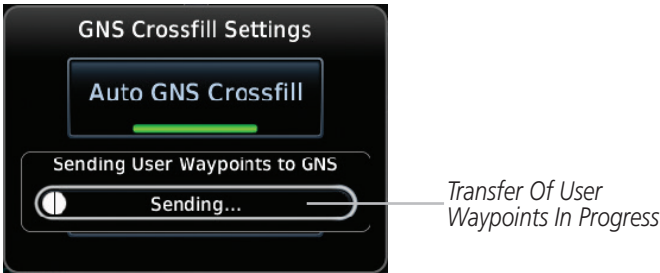 GNS Crossfill Settings
Auto GNS Crossfill
Sending User Waypoints to GNS
Sending...
Transfer Of User
Waypoints In Progress